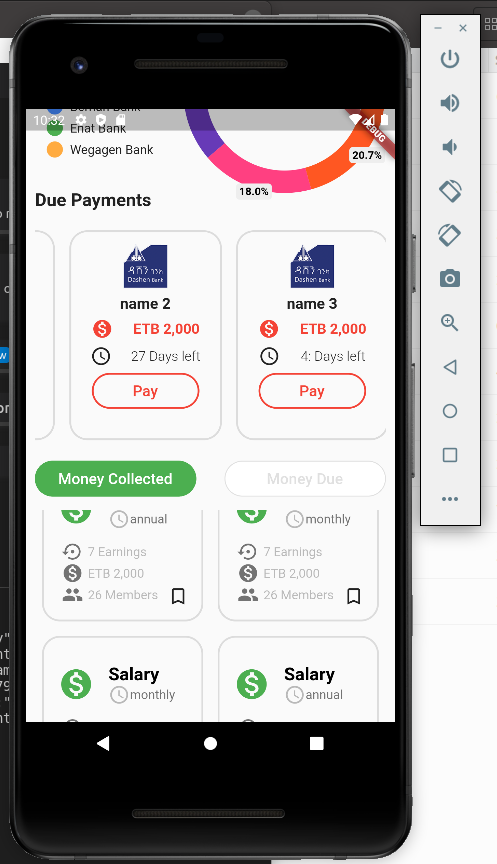 10:32
DEBUG
Enat Bank
Wegagen Bank
20.7%
18.0%
Due Payments
Dashen Bank
name 2
ETB 2,000
27 Days left
Pay
Dashen Bank
name 3
ETB 2,000
4: Days left
Pay
Money Collected
Money Due
annual
7 Earnings
ETB 2,000
26 Members
monthly
7 Earnings
ETB 2,000
26 Members
Salary
monthly
Salary
annual